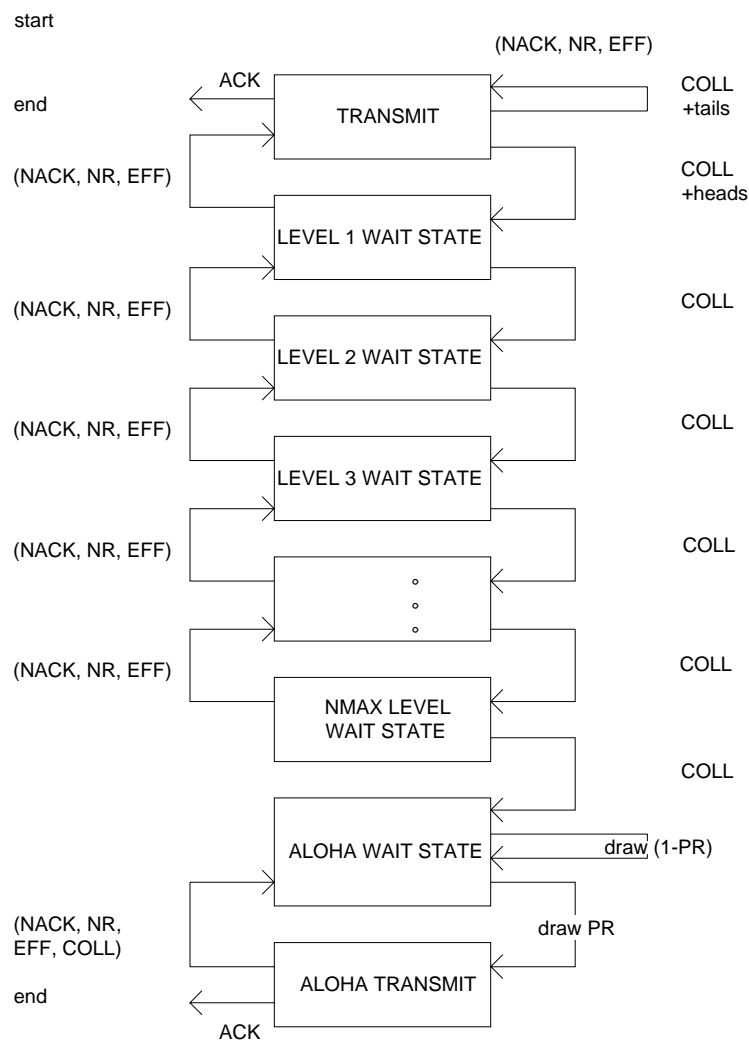 start
(NACK, NR, EFF)
ACK
COLL
+tails
end
TRANSMIT
(NACK, NR, EFF)
COLL
+heads
LEVEL 1 WAIT STATE
(NACK, NR, EFF)
COLL
LEVEL 2 WAIT STATE
(NACK, NR, EFF)
COLL
LEVEL 3 WAIT STATE
(NACK, NR, EFF)
COLL
(NACK, NR, EFF)
COLL
NMAX LEVEL
WAIT STATE
COLL
ALOHA WAIT STATE
draw (1-PR)
(NACK, NR,
EFF, COLL)
draw PR
ALOHA TRANSMIT
end
ACK